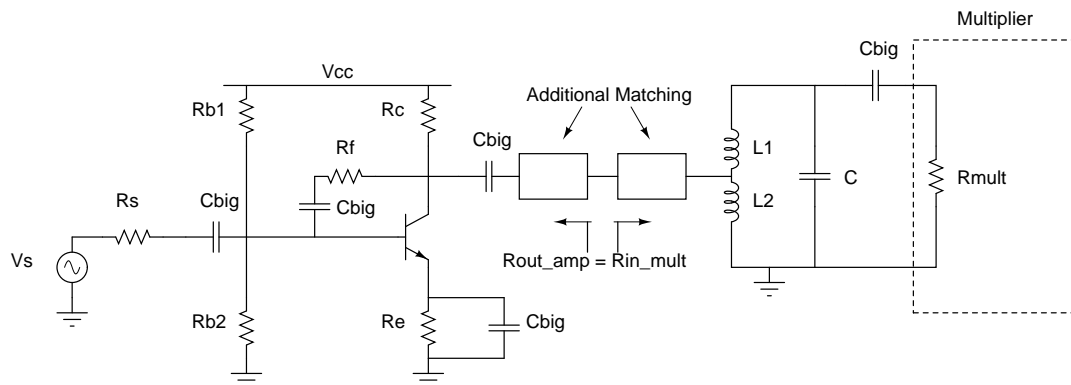 Multiplier
Cbig
Vcc
Rb1
Rc
Additional Matching
Cbig
Rf
L1
C
Rmult
Rs
Cbig
Cbig
L2
Vs
Rout_amp = Rin_mult
Rb2
Re
Cbig